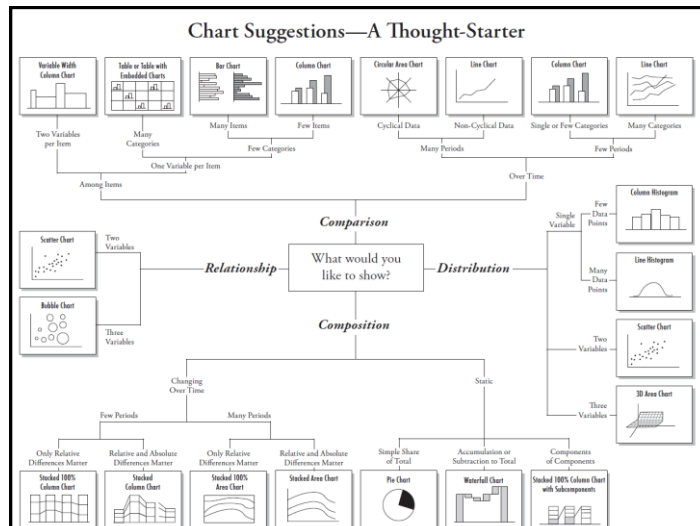 Chart Suggestions—A Thought-Starter
Variable Width
Column Chart
Table or Table with
Embedded Charts
Bar Chart
Column Chart
Circular Area Chart
Line Chart
Column Chart
Line Chart
Two Variables
per Item
Many
Categories
Many Items
Few Items
Cyclical Data
Non-Cyclical Data
Single or Few Categories
Many Categories
Few Categories
Many Periods
Few Periods
One Variable per Item
Among Items
Over Time
Comparison
What would you
like to show?
Relationship
Two
Variables
Scatter Chart
Three
Variables
Bubble Chart
Distribution
Single
Variable
Few
Data
Points
Column Histogram
Many
Data
Points
Line Histogram
Two
Variables
Scatter Chart
Three
Variables
3D Area Chart
Composition
Changing
Over Time
Static
Few Periods
Many Periods
Only Relative
Differences Matter
Relative and Absolute
Differences Matter
Only Relative
Differences Matter
Relative and Absolute
Differences Matter
Simple Share
of Total
Accumulation or
Subtraction to Total
Components
of Components
Stacked 100%
Column Chart
Stacked
Column Chart
Stacked 100%
Area Chart
Stacked Area Chart
Pie Chart
Waterfall Chart
Stacked 100% Column Chart
with Subcomponents